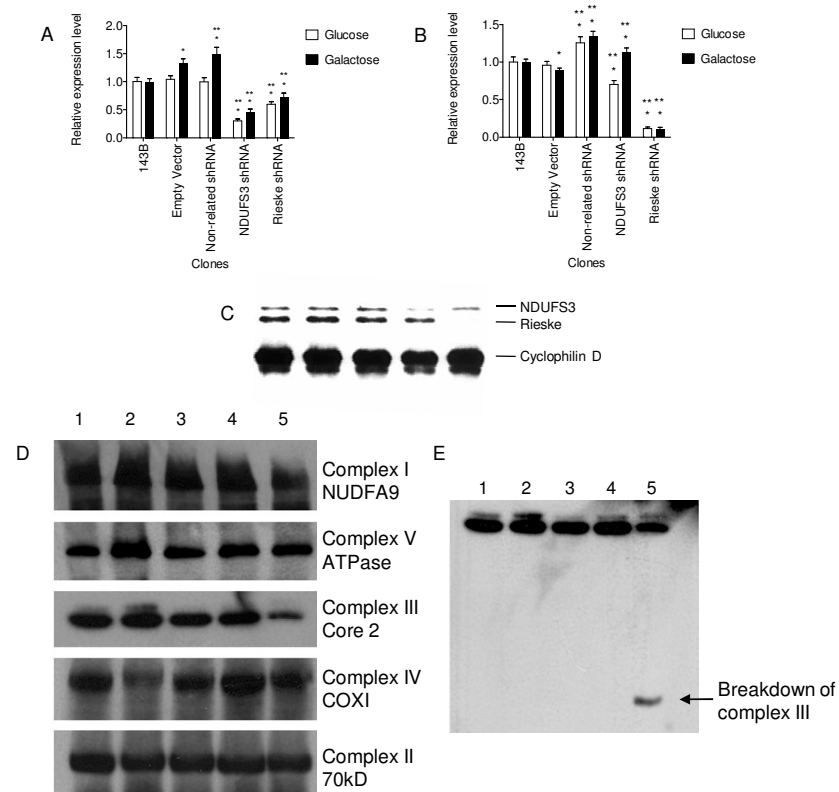 A
Relative expression level
1.5
1.0
0.5
0.0
*
**
*
**
*
**
*
**
*
**
*
Glucose
Galactose
143B
Empty Vector
Non-related shRNA
NDUFS3 shRNA
Rieske shRNA
Clones
B
Relative expression level
1.5
1.0
0.5
0.0
*
**
*
**
*
**
*
**
*
**
*
**
*
Glucose
Galactose
143B
Empty Vector
Non-related shRNA
NDUFS3 shRNA
Rieske shRNA
Clones
C
NDUFS3
Rieske
Cyclophilin D
D
1 2 3 4 5
Complex I
NUDFA9
Complex V
ATPase
Complex III
Core 2
Complex IV
COXI
Complex II
70kD
E
1 2 3 4 5
Breakdown of
complex III